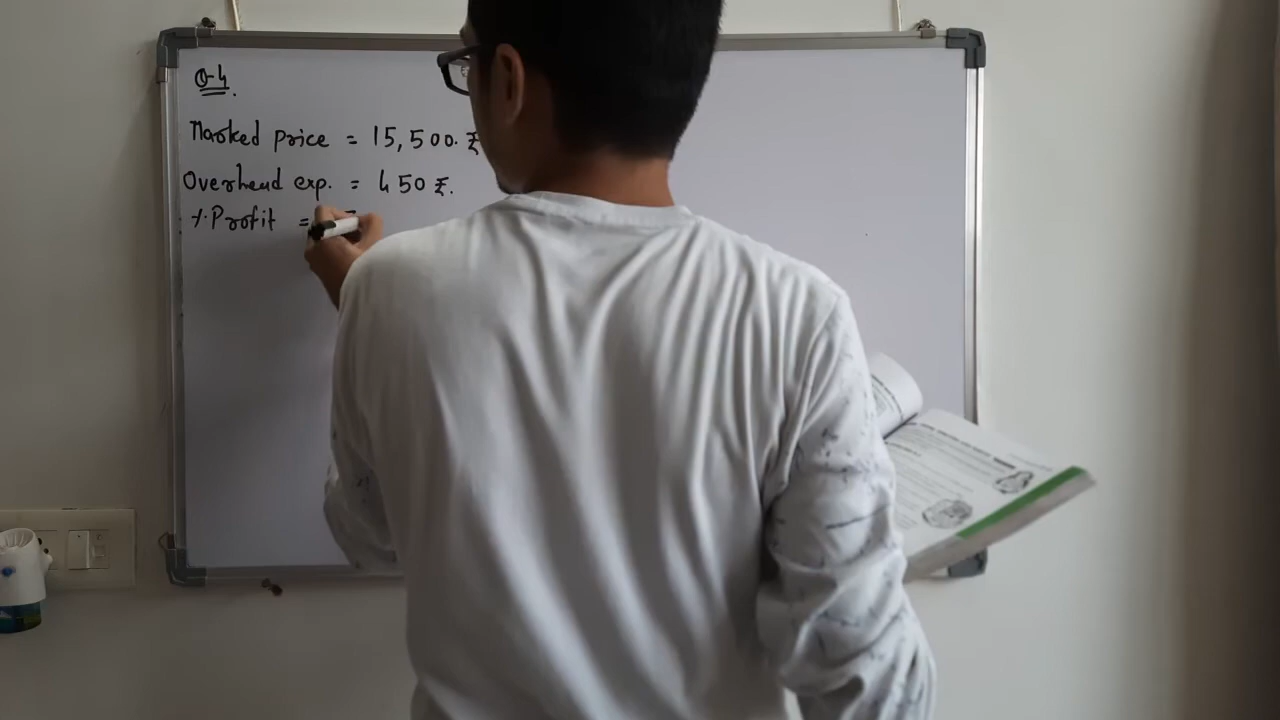 Q-4.
Marked price = 15,500. ₹
Overhead exp. = 450 ₹.
% Profit =